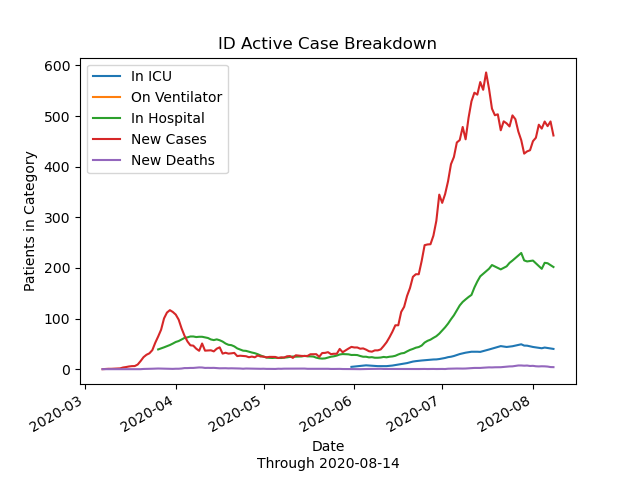 ID Active Case Breakdown
In ICU
On Ventilator
In Hospital
New Cases
New Deaths
Patients in Category
600
500
400
300
200
100
0
2020-03
2020-04
2020-05
2020-06
2020-07
2020-08
Date
Through 2020-08-14